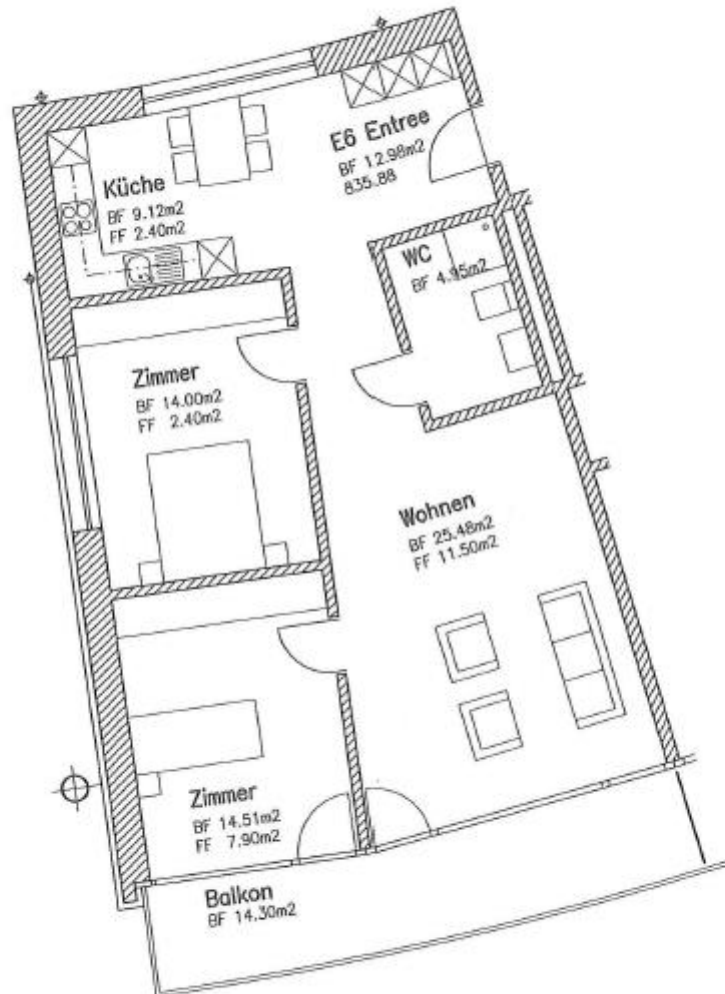 E6 Entree
BF 12.98m2
835.88
Küche
BF 9.12m2
FF 2.40m2
WC
BF 4.95m2
Zimmer
BF 14.00m2
FF 2.40m2
Wohnen
BF 25.48m2
FF 11.50m2
Zimmer
BF 14.51m2
FF 7.90m2
Balkon
BF 14.30m2